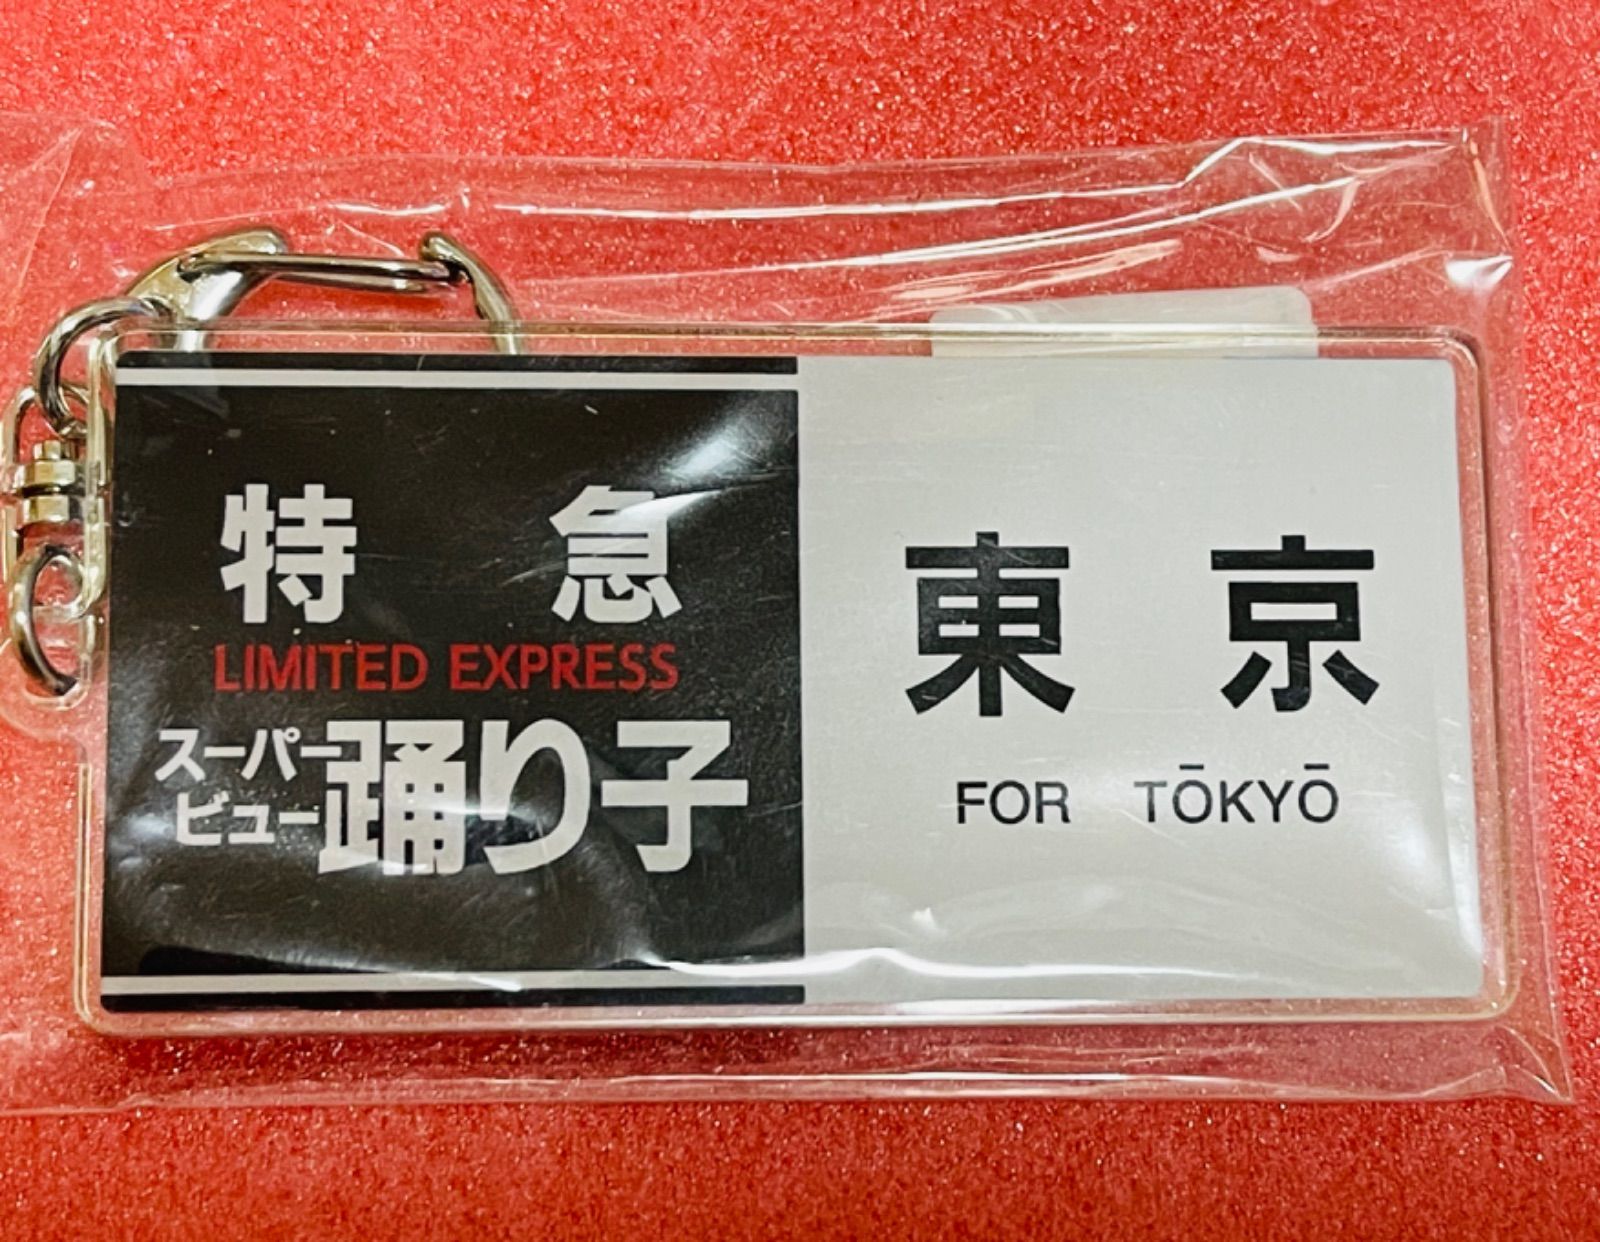 特急
LIMITED EXPRESS
スーパー
ビュー
踊り子
東京
FOR TŌKYŌ